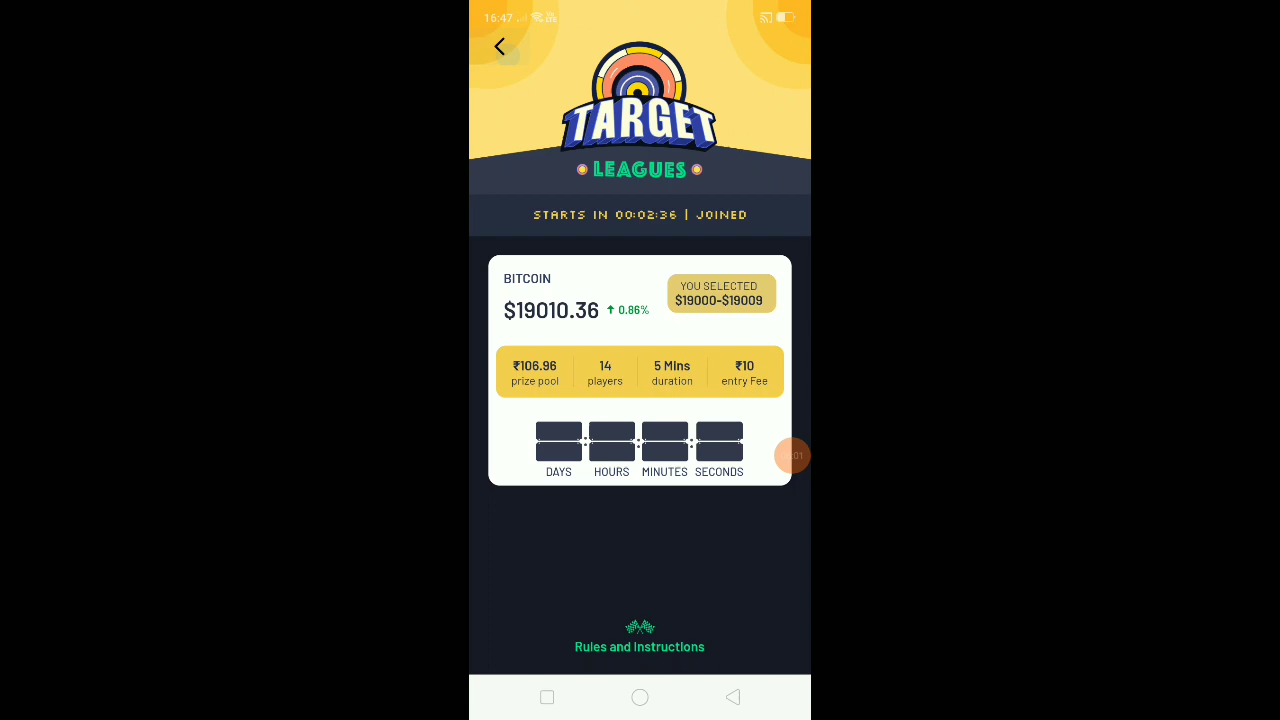 16:47
TARGET
LEAGUES
STARTS IN 00:02:36 | JOINED
BITCOIN
YOU SELECTED
$19000-$19009
$19010.36 0.86%
₹106.96 14 5 Mins ₹10
prize pool players duration entry Fee
: : :
DAYS HOURS MINUTES SECONDS
Rules and Instructions